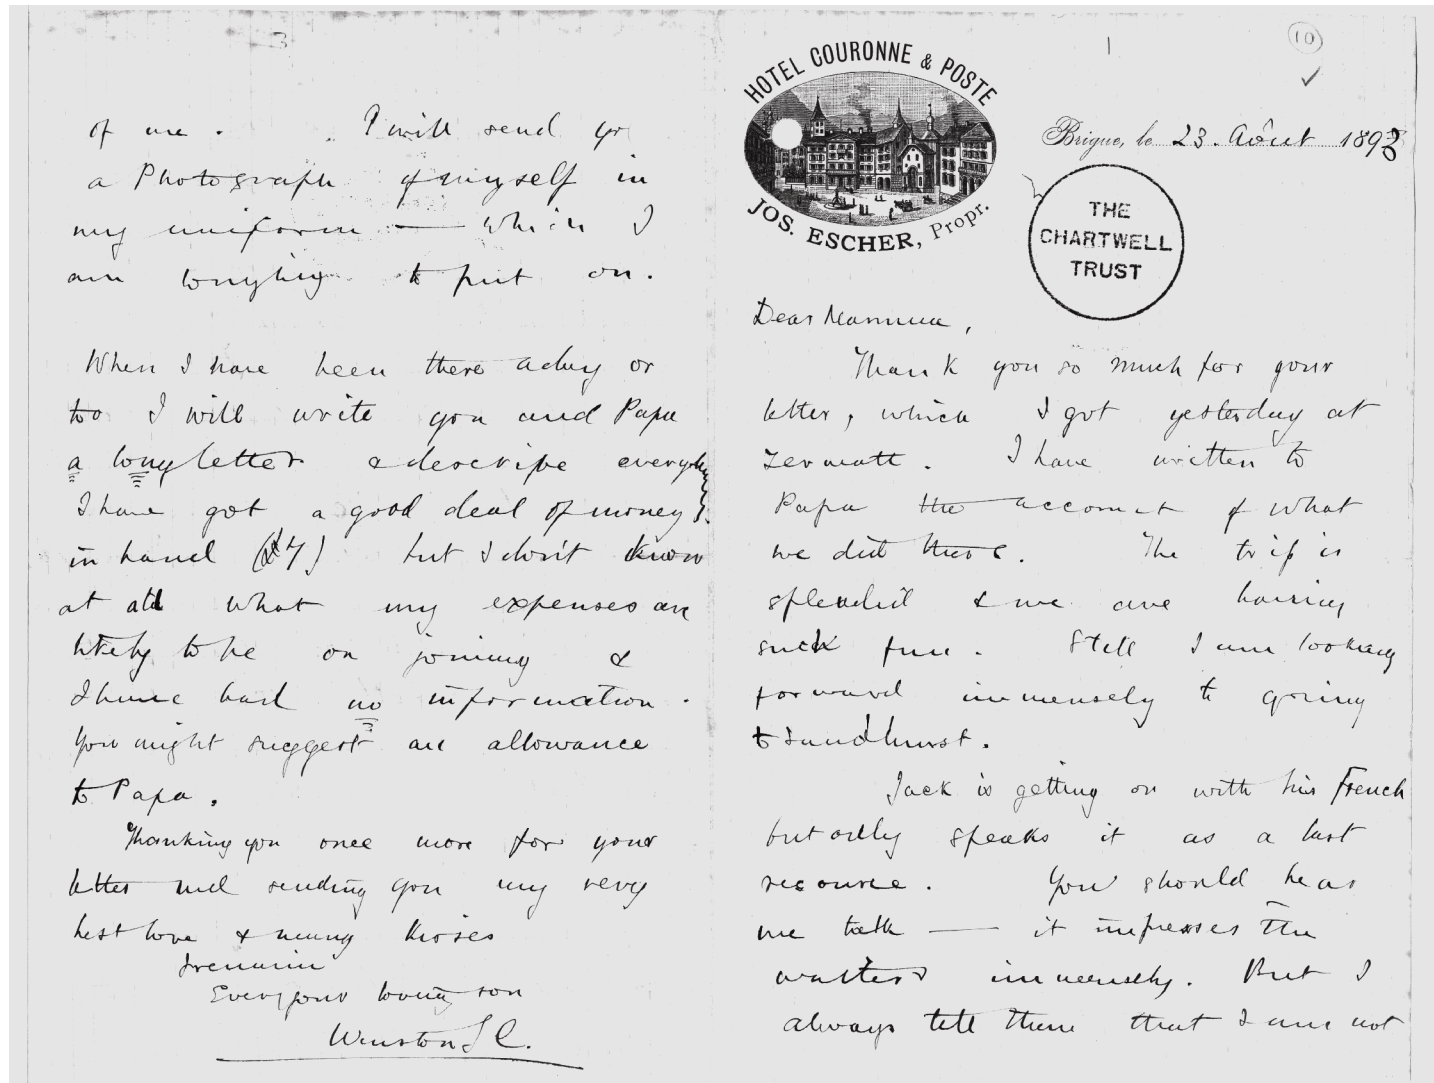 10
1
HOTEL COURONNE & POSTE
JOS. ESCHER, Propr.
Brigue, le 23. Aôut 1893
THE
CHARTWELL
TRUST
Dear Mamma,
Thank you so much for your
letter, which I got yesterday at
Zermatt. I have written to
Papa the account of what
we did there. The trip is
splendid & we are having
such fun. Still I am looking
forward immensely to going
to Sandhurst.
Jack is getting on with his French
but only speaks it as a last
recourse. You should hear
me talk — it impresses the
waiters immensely. But I
always tell them that I am not
3
of me. I will send you
a Photograph of myself in
my uniform — which I
am longing to put on.
When I have been there a day or
two I will write you and Papa
a long letter & describe everything.
I have got a good deal of money
in hand (£7) but I don't know
at all what my expenses are
likely to be on joining &
I have had no information.
You might suggest an allowance
to Papa.
Thanking you once more for your
letter and sending you my very
best love & many kisses
I remain
Ever your loving son
Winston S C.